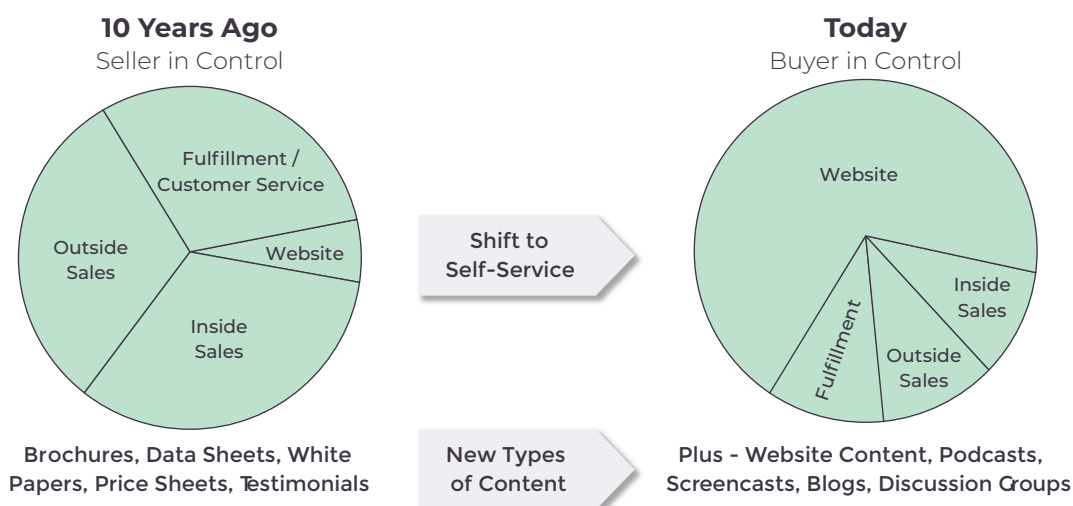 10 Years Ago
Seller in Control
Fulfillment /
Customer Service
Outside
Sales
Website
Inside
Sales
Brochures, Data Sheets, White
Papers, Price Sheets, Testimonials
Shift to
Self-Service
New Types
of Content
Today
Buyer in Control
Website
Inside
Sales
Outside
Sales
Fulfillment
Plus - Website Content, Podcasts,
Screencasts, Blogs, Discussion Groups